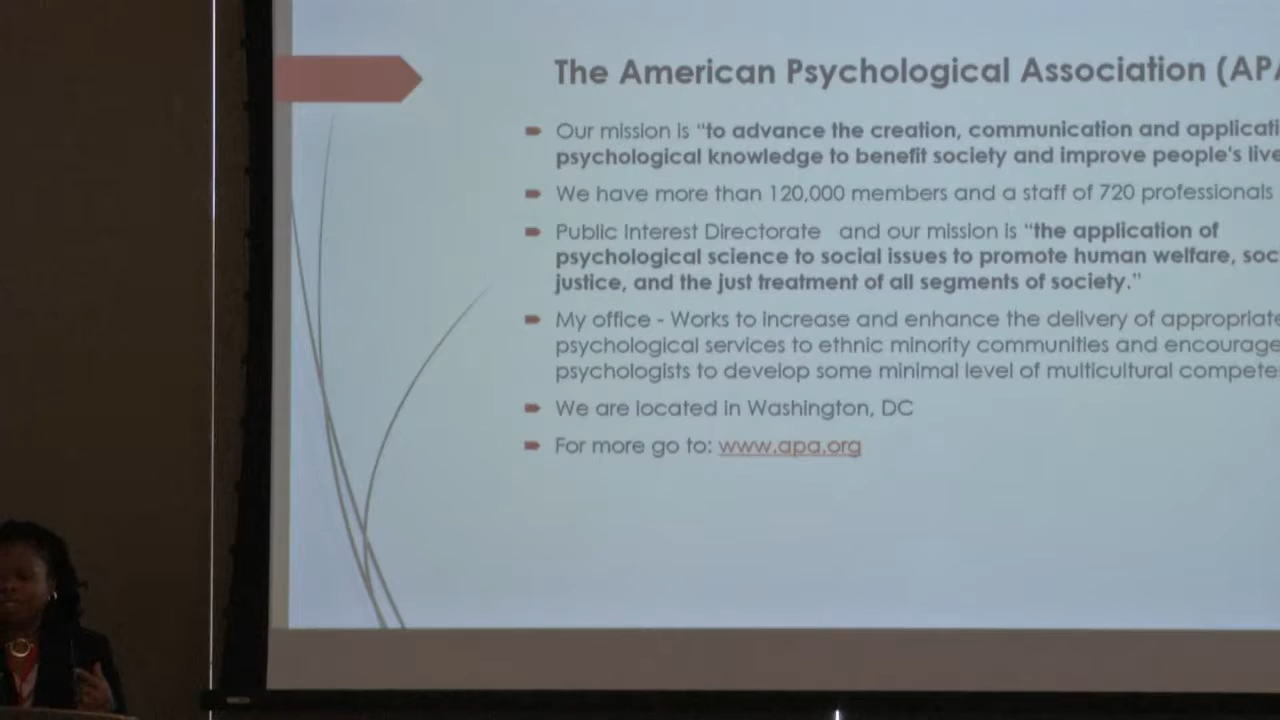 The American Psychological Association (APA
Our mission is "to advance the creation, communication and applicati
psychological knowledge to benefit society and improve people's live
We have more than 120,000 members and a staff of 720 professionals
Public Interest Directorate and our mission is "the application of
psychological science to social issues to promote human welfare, soc
justice, and the just treatment of all segments of society."
My office - Works to increase and enhance the delivery of appropriate
psychological services to ethnic minority communities and encourage
psychologists to develop some minimal level of multicultural compete
We are located in Washington, DC
For more go to: www.apa.org